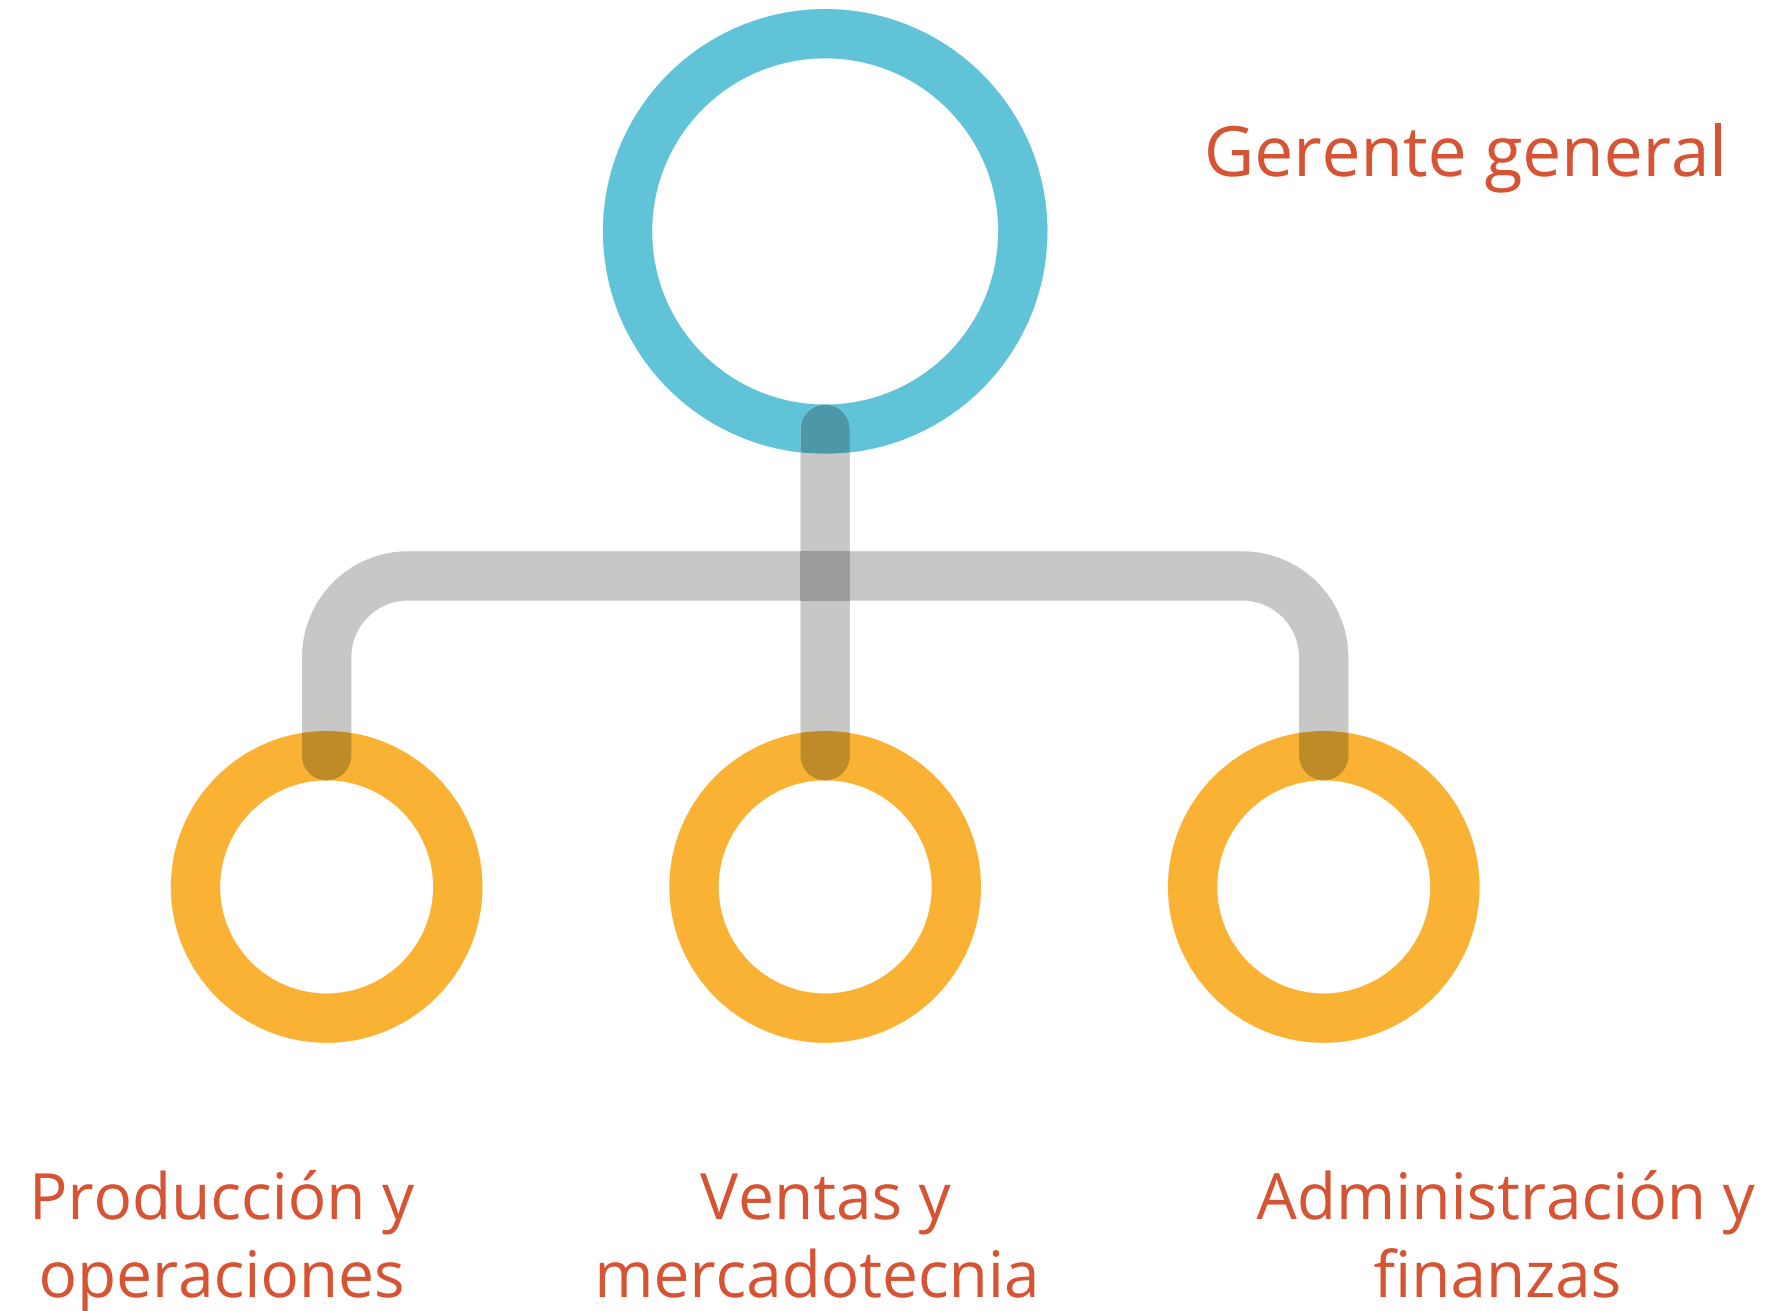 Gerente general
Producción y
operaciones
Ventas y
mercadotecnia
Administración y
finanzas